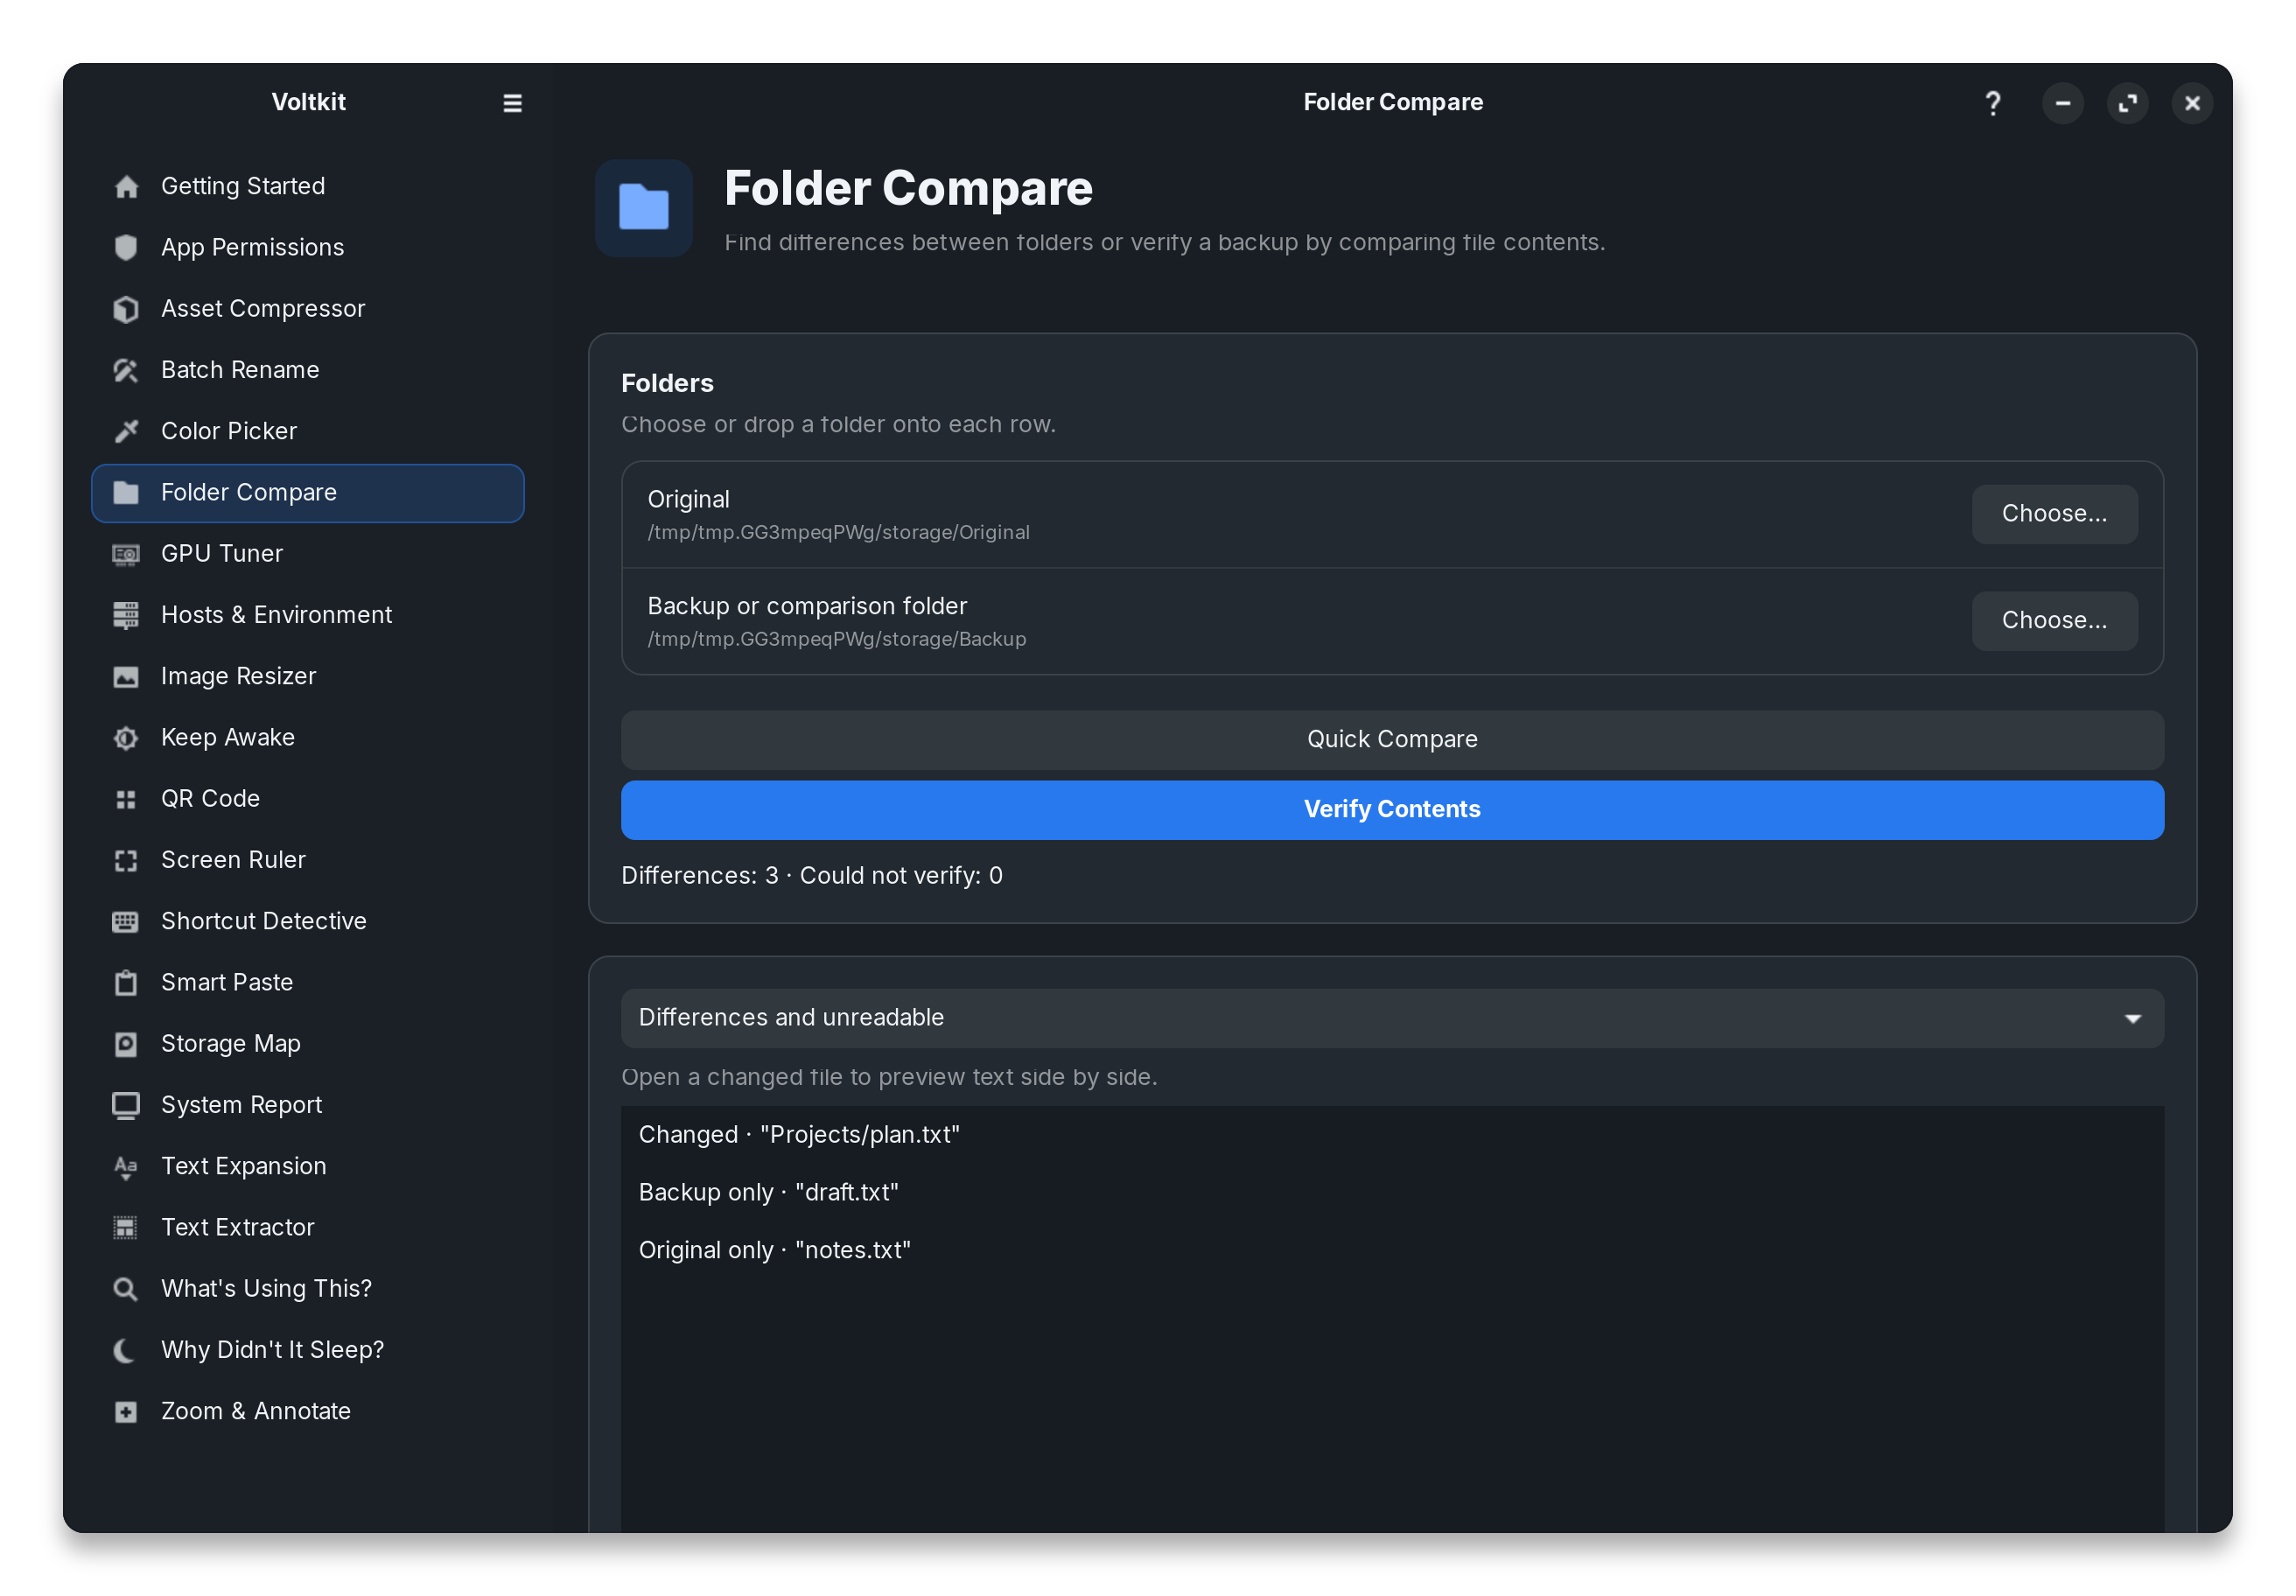 Voltkit
Folder Compare
?
Getting Started
App Permissions
Asset Compressor
Batch Rename
Color Picker
Folder Compare
GPU Tuner
Hosts & Environment
Image Resizer
Keep Awake
QR Code
Screen Ruler
Shortcut Detective
Smart Paste
Storage Map
System Report
Text Expansion
Text Extractor
What's Using This?
Why Didn't It Sleep?
Zoom & Annotate
Folder Compare
Find differences between folders or verify a backup by comparing file contents.
Folders
Choose or drop a folder onto each row.
Original
/tmp/tmp.GG3mpeqPWg/storage/Original
Choose...
Backup or comparison folder
/tmp/tmp.GG3mpeqPWg/storage/Backup
Choose...
Quick Compare
Verify Contents
Differences: 3 · Could not verify: 0
Differences and unreadable
Open a changed file to preview text side by side.
Changed · "Projects/plan.txt"
Backup only · "draft.txt"
Original only · "notes.txt"